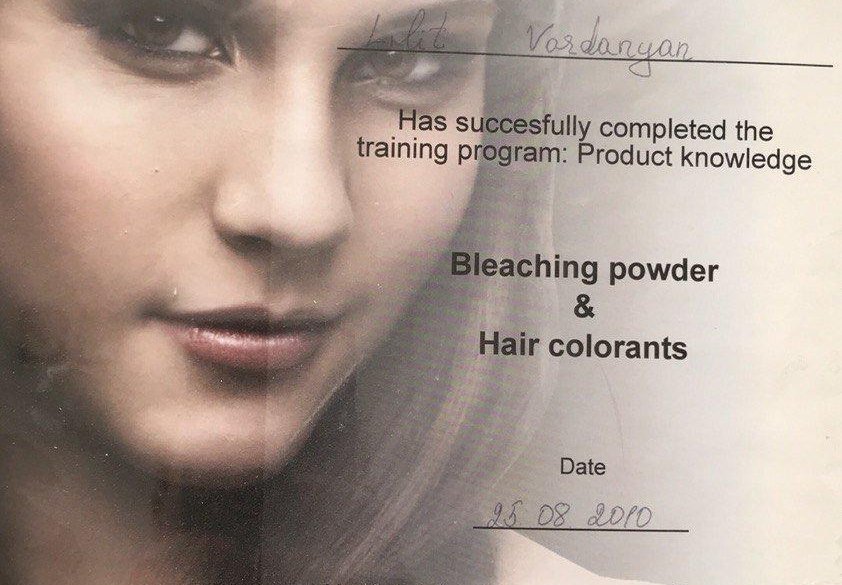 Lilit Vardanyan
Has succesfully completed the
training program: Product knowledge
Bleaching powder
&
Hair colorants
Date
25 08 2010